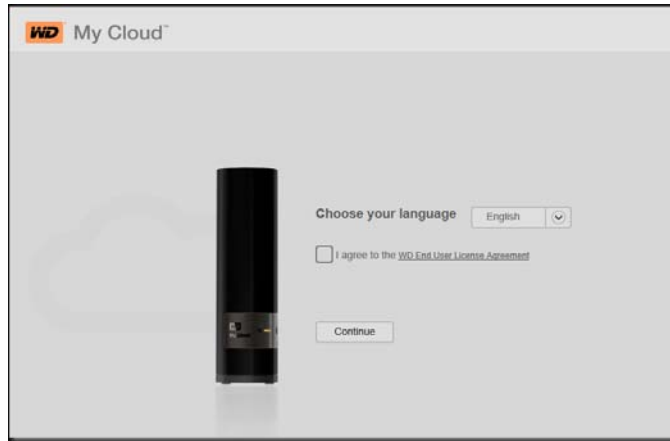 WD My Cloud™
Choose your language English
I agree to the WD End User License Agreement
Continue